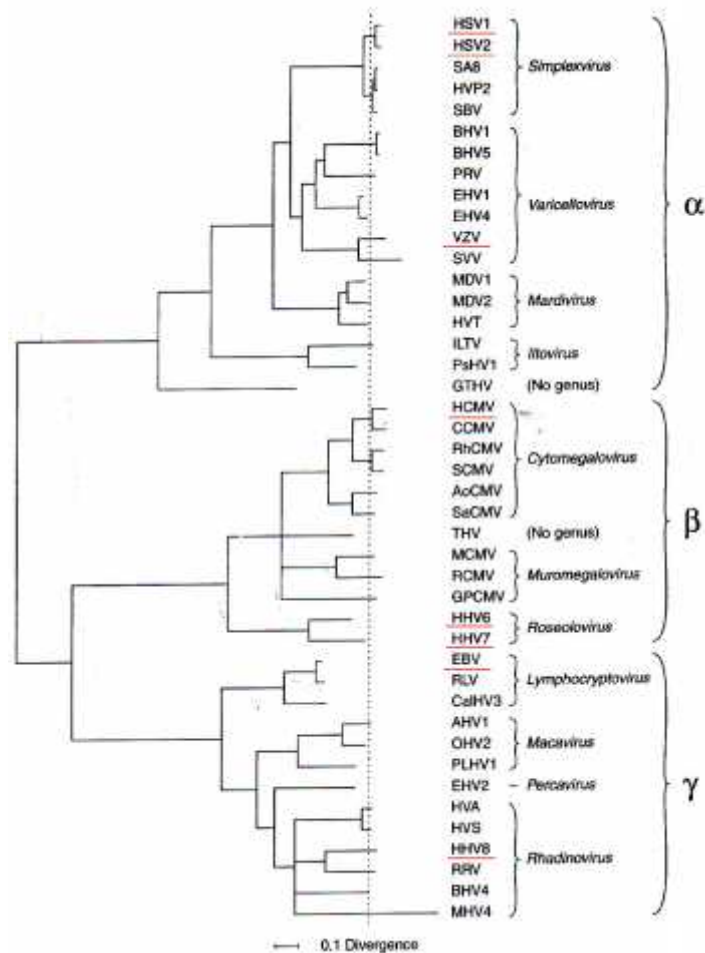 HSV1
HSV2
SA8 Simplexvirus
HVP2
SBV
BHV1
BHV5
PRV
EHV1 Varicellovirus α
EHV4
VZV
SVV
MDV1
MDV2 Mardivirus
HVT
ILTV Iltovirus
PsHV1
GTHV (No genus)
HCMV
CCMV
RhCMV Cytomegalovirus
SCMV
AoCMV
SaCMV
THV (No genus) β
MCMV
RCMV Muromegalovirus
GPCMV
HHV6 Roseolovirus
HHV7
EBV
RLV Lymphocryptovirus
CalHV3
AHV1
OHV2 Macavirus
PLHV1
EHV2 – Percavirus γ
HVA
HVS
HHV8 Rhadinovirus
RRV
BHV4
MHV4
0.1 Divergence